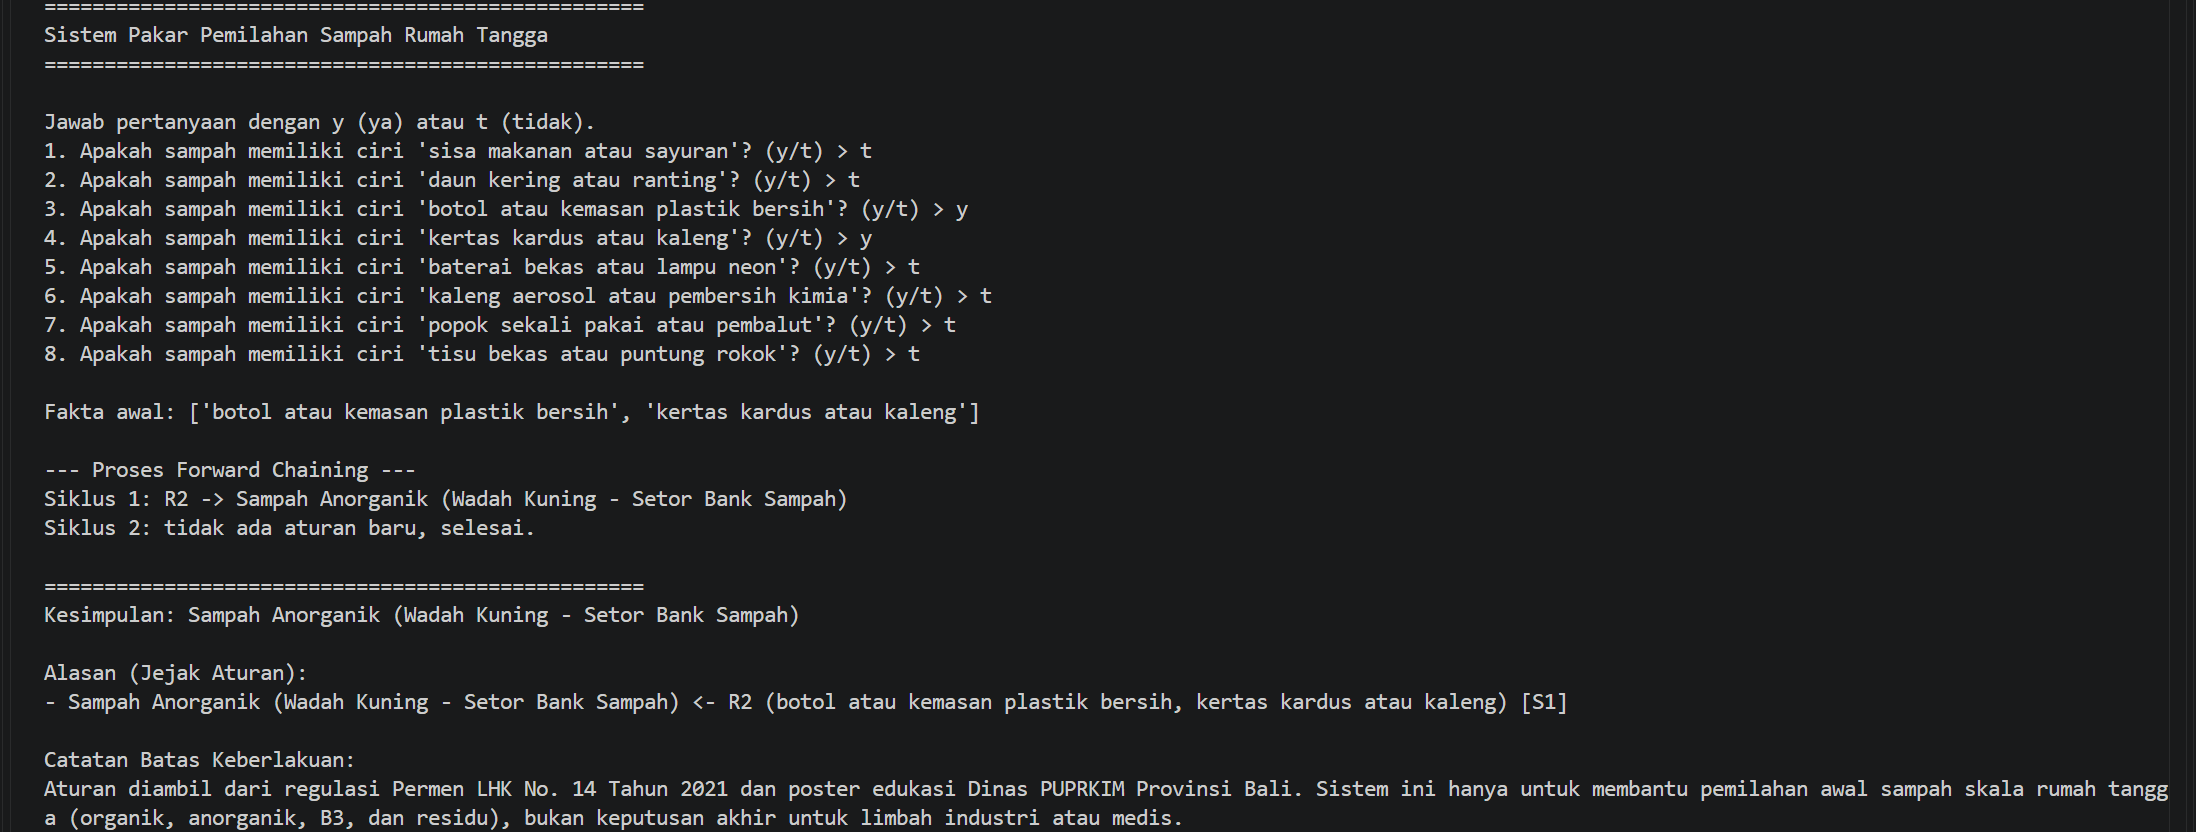 ==================================================
Sistem Pakar Pemilahan Sampah Rumah Tangga
==================================================
Jawab pertanyaan dengan y (ya) atau t (tidak).
1. Apakah sampah memiliki ciri 'sisa makanan atau sayuran'? (y/t) > t
2. Apakah sampah memiliki ciri 'daun kering atau ranting'? (y/t) > t
3. Apakah sampah memiliki ciri 'botol atau kemasan plastik bersih'? (y/t) > y
4. Apakah sampah memiliki ciri 'kertas kardus atau kaleng'? (y/t) > y
5. Apakah sampah memiliki ciri 'baterai bekas atau lampu neon'? (y/t) > t
6. Apakah sampah memiliki ciri 'kaleng aerosol atau pembersih kimia'? (y/t) > t
7. Apakah sampah memiliki ciri 'popok sekali pakai atau pembalut'? (y/t) > t
8. Apakah sampah memiliki ciri 'tisu bekas atau puntung rokok'? (y/t) > t
Fakta awal: ['botol atau kemasan plastik bersih', 'kertas kardus atau kaleng']
--- Proses Forward Chaining ---
Siklus 1: R2 -> Sampah Anorganik (Wadah Kuning - Setor Bank Sampah)
Siklus 2: tidak ada aturan baru, selesai.
==================================================
Kesimpulan: Sampah Anorganik (Wadah Kuning - Setor Bank Sampah)
Alasan (Jejak Aturan):
- Sampah Anorganik (Wadah Kuning - Setor Bank Sampah) <- R2 (botol atau kemasan plastik bersih, kertas kardus atau kaleng) [S1]
Catatan Batas Keberlakuan:
Aturan diambil dari regulasi Permen LHK No. 14 Tahun 2021 dan poster edukasi Dinas PUPRKIM Provinsi Bali. Sistem ini hanya untuk membantu pemilahan awal sampah skala rumah tangg
a (organik, anorganik, B3, dan residu), bukan keputusan akhir untuk limbah industri atau medis.